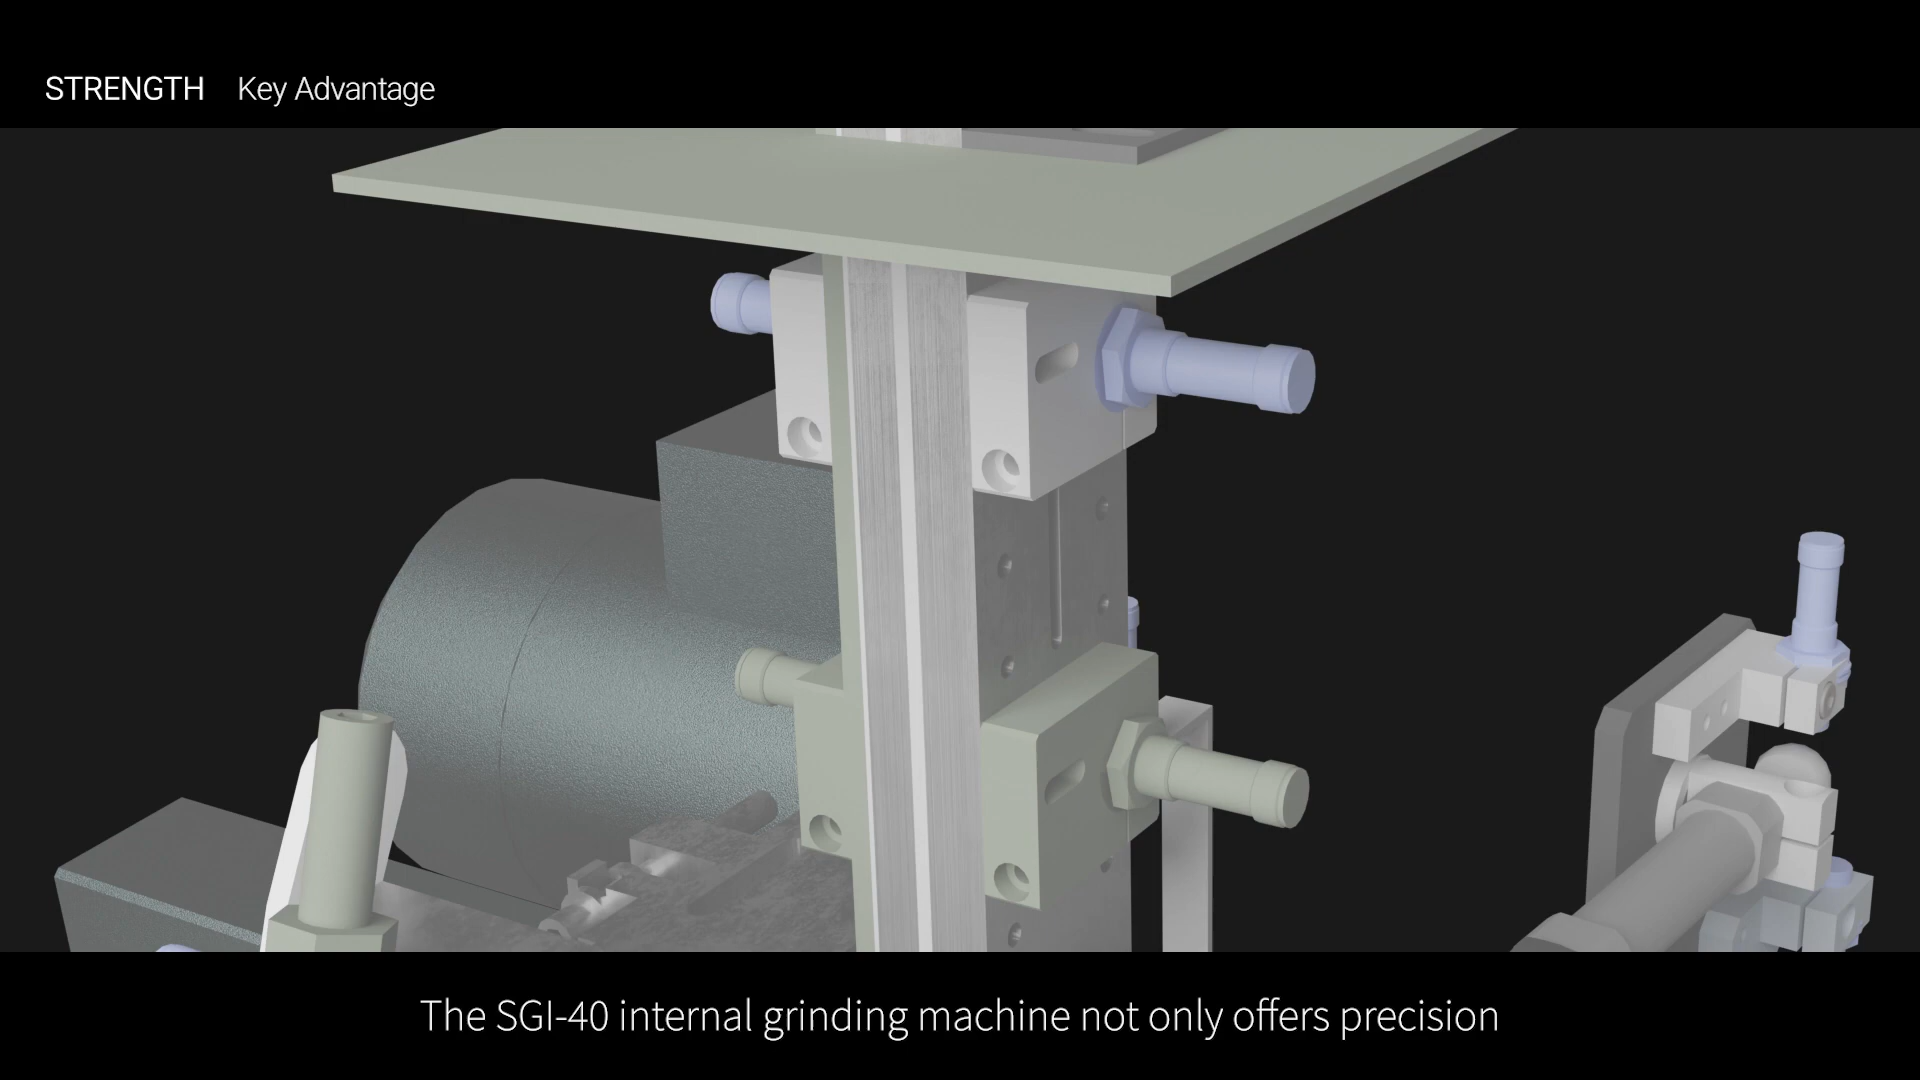 STRENGTH Key Advantage
The SGI-40 internal grinding machine not only offers precision